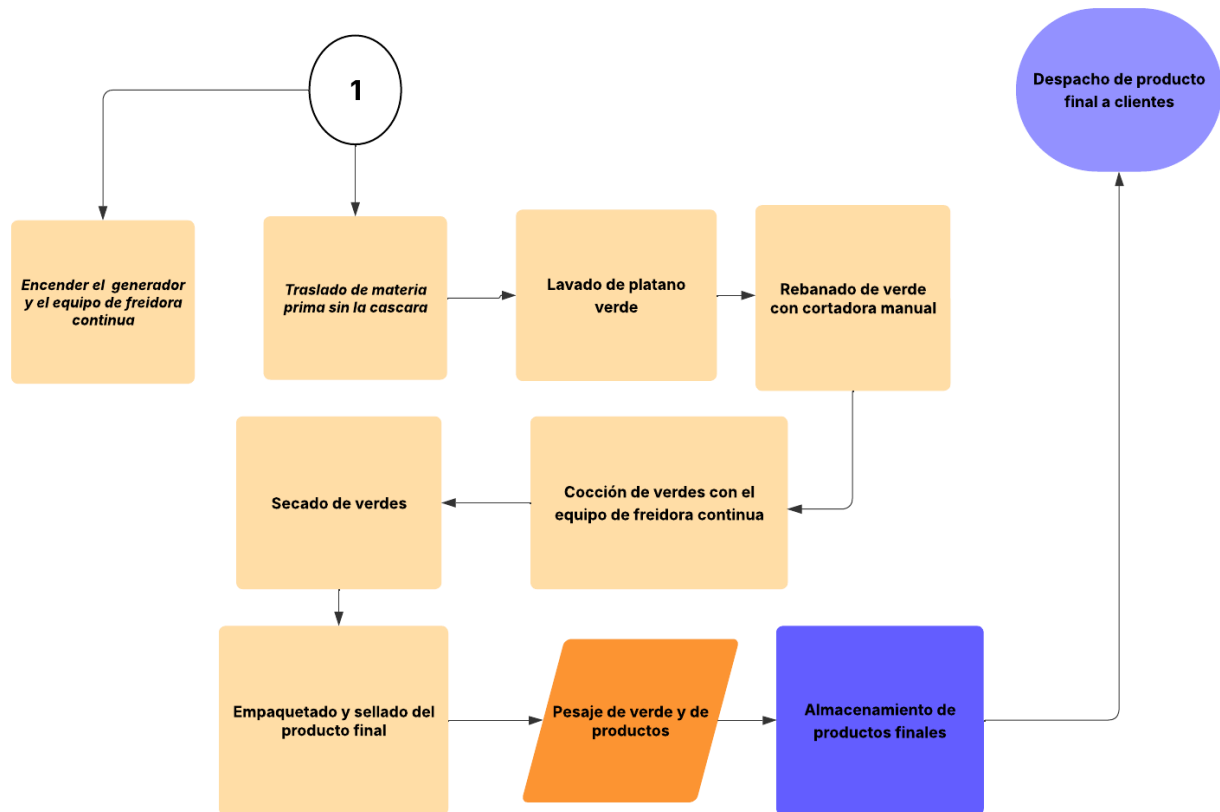 1
Despacho de producto
final a clientes
Encender el generador
y el equipo de freidora
continua
Traslado de materia
prima sin la cascara
Lavado de platano
verde
Rebanado de verde
con cortadora manual
Cocción de verdes con el
equipo de freidora continua
Secado de verdes
Empaquetado y sellado del
producto final
Pesaje de verde y de
productos
Almacenamiento de
productos finales